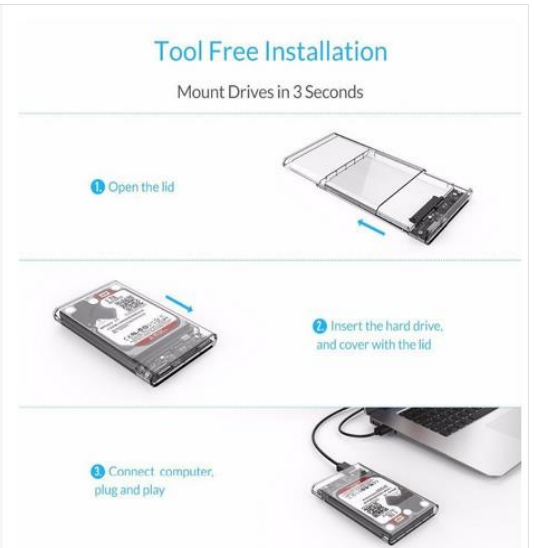 Tool Free Installation
Mount Drives in 3 Seconds
1. Open the lid
2. Insert the hard drive,
and cover with the lid
3. Connect computer,
plug and play